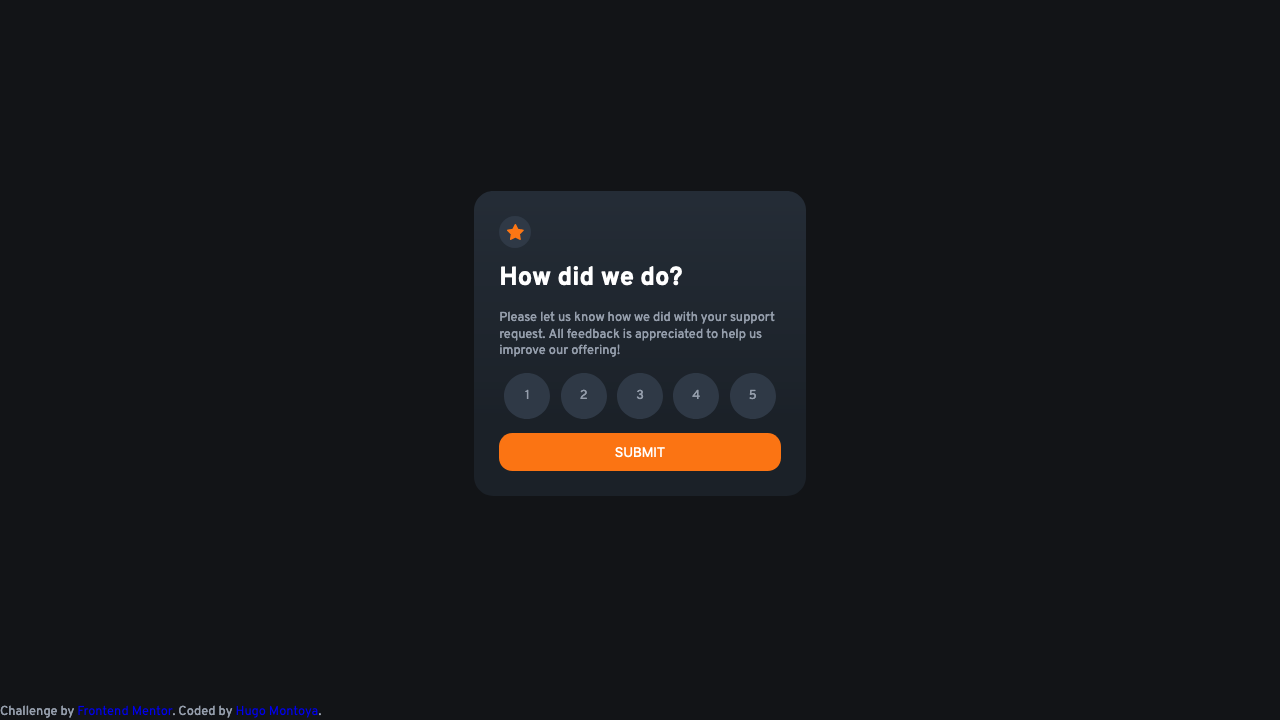 How did we do?
Please let us know how we did with your support
request. All feedback is appreciated to help us
improve our offering!
1 2 3 4 5
SUBMIT
Challenge by Frontend Mentor. Coded by Hugo Montoya.